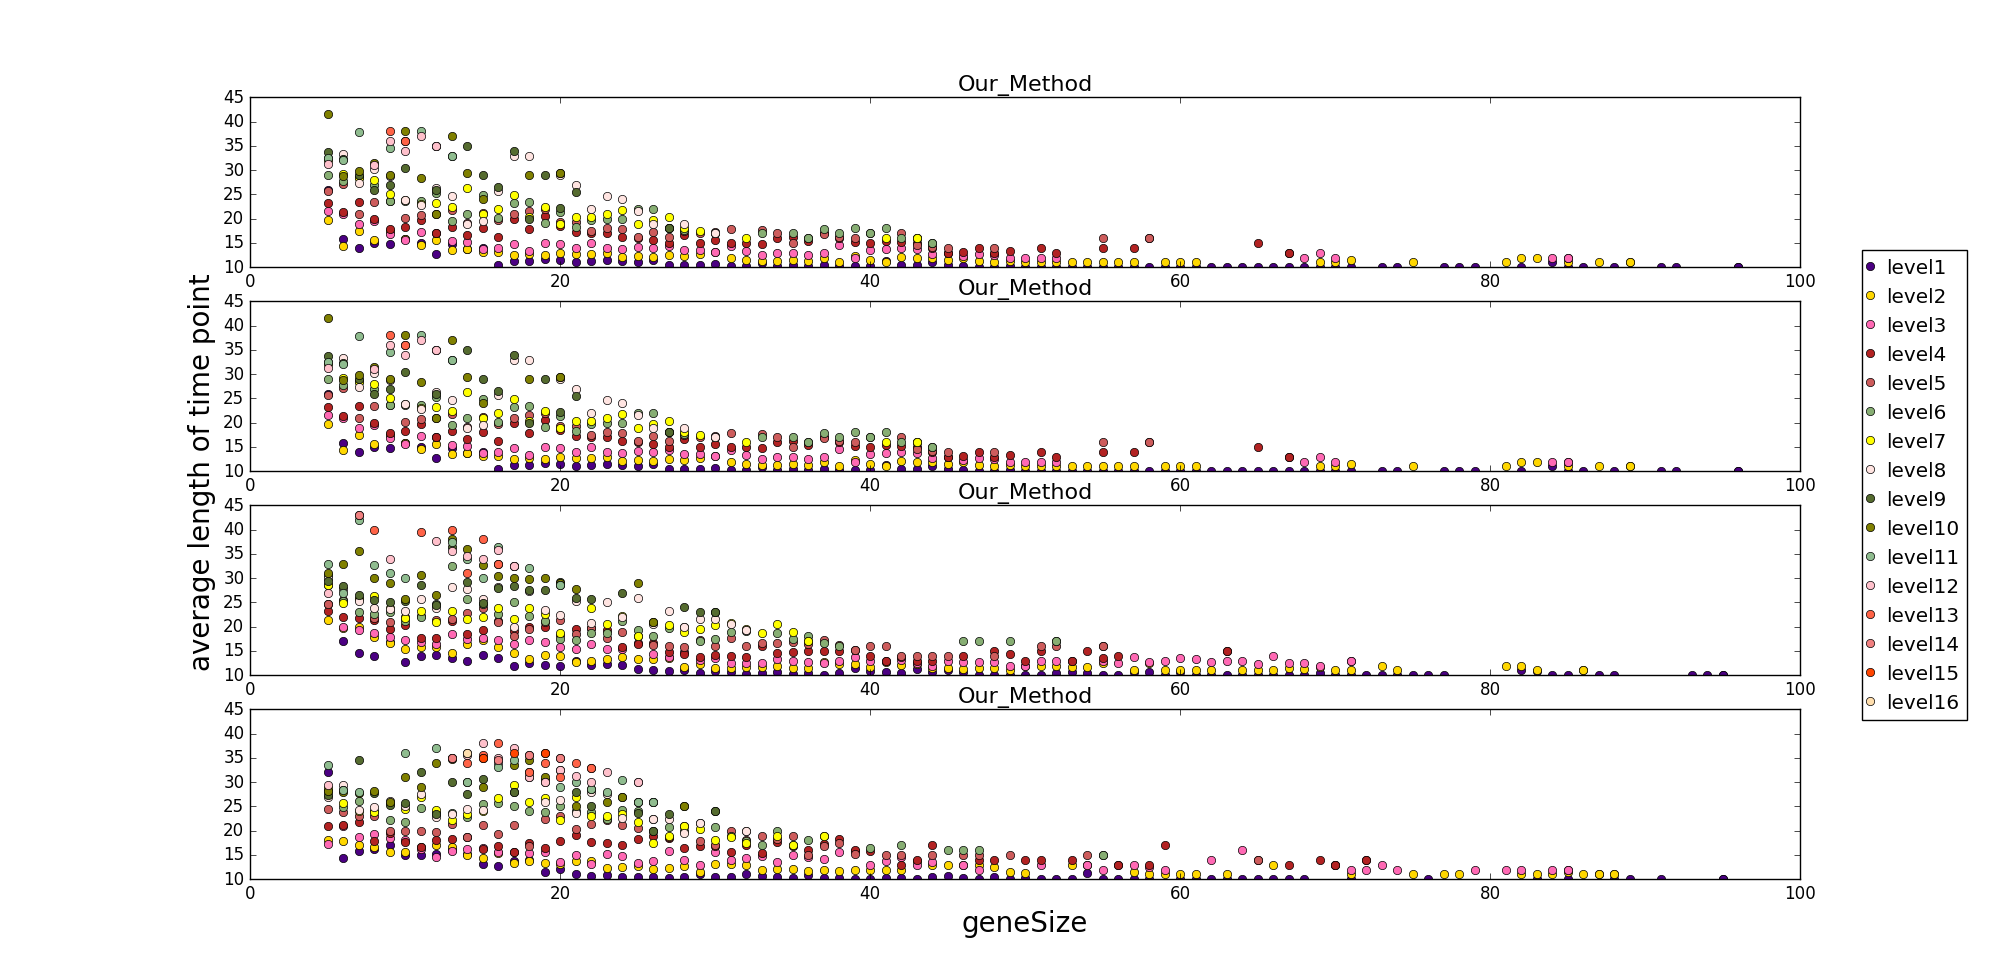 Our_Method
45
40
35
30
25
20
15
10
0 20 40 60 80 100
Our_Method
45
40
35
30
25
20
15
10
0 20 40 60 80 100
Our_Method
45
40
35
30
25
20
15
10
0 20 40 60 80 100
Our_Method
45
40
35
30
25
20
15
10
0 20 40 60 80 100
average length of time point
geneSize
level1
level2
level3
level4
level5
level6
level7
level8
level9
level10
level11
level12
level13
level14
level15
level16